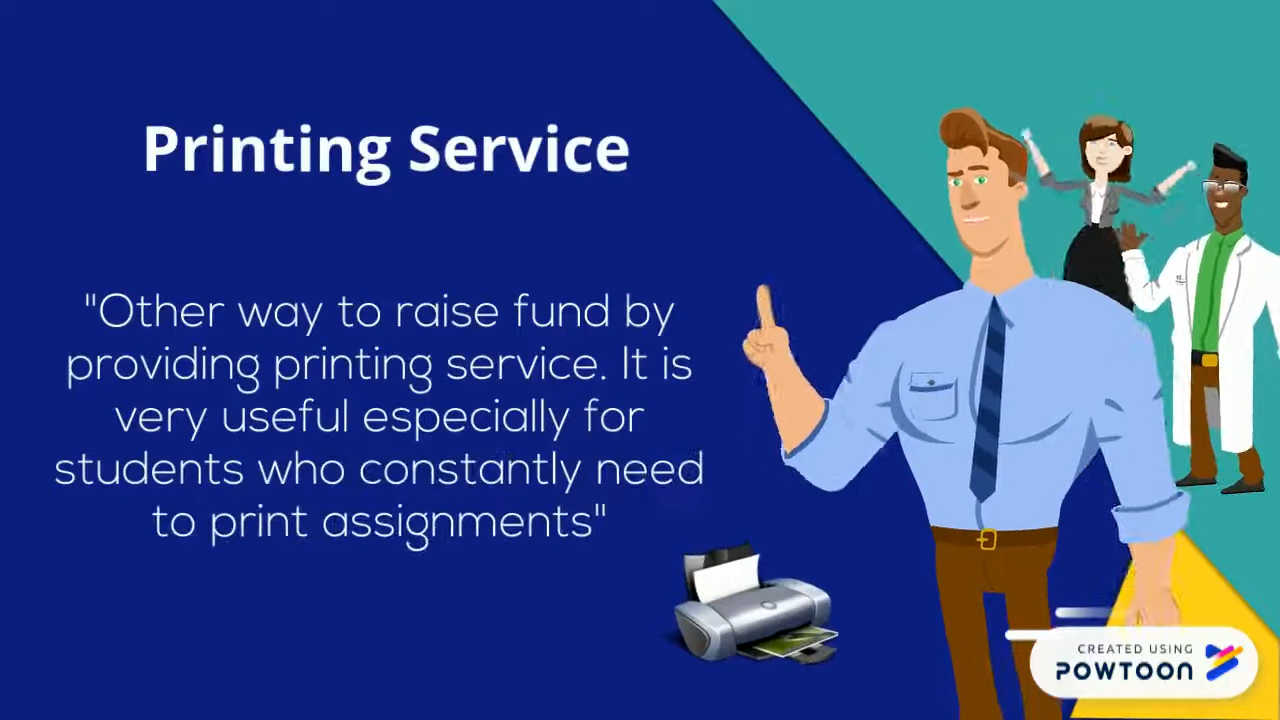 Printing Service
"Other way to raise fund by
providing printing service. It is
very useful especially for
students who constantly need
to print assignments"
CREATED USING
POWTOON